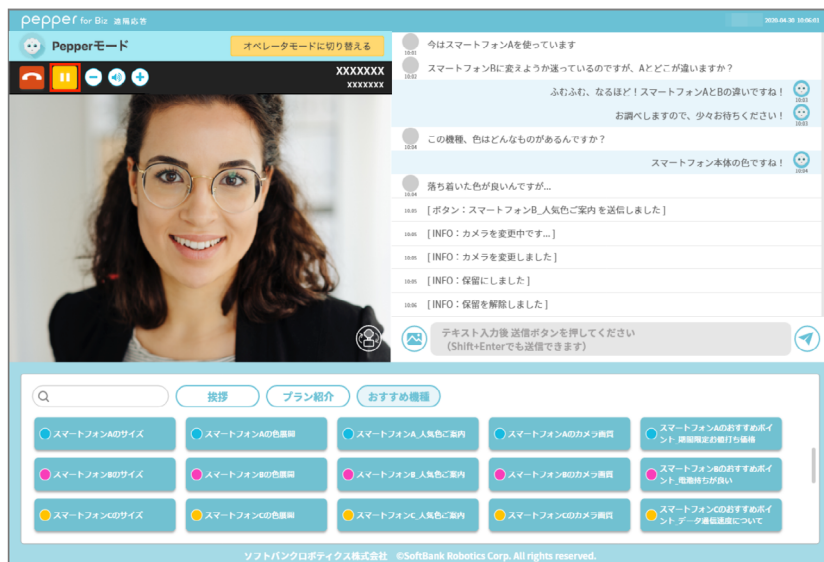 pepper for Biz 遠隔応答
2020-04-30 10:06:01
Pepperモード
オペレータモードに切り替える
XXXXXXX
xxxxxxx
10:01
今はスマートフォンAを使っています
10:02
スマートフォンBに変えようか迷っているのですが、Aとどこが違いますか？
ふむふむ、なるほど！スマートフォンAとBの違いですね！
10:03
お調べしますので、少々お待ちください！
10:03
10:04
この機種、色はどんなものがあるんですか？
スマートフォン本体の色ですね！
10:04
10:04
落ち着いた色が良いんですが...
10:05 [ ボタン：スマートフォンB_人気色ご案内 を送信しました ]
10:05 [ INFO：カメラを変更中です... ]
10:05 [ INFO：カメラを変更しました ]
10:05 [ INFO：保留にしました ]
10:06 [ INFO：保留を解除しました ]
テキスト入力後 送信ボタンを押してください
（Shift+Enterでも送信できます）
挨拶
プラン紹介
おすすめ機種
スマートフォンAのサイズ
スマートフォンAの色展開
スマートフォンA_人気色ご案内
スマートフォンAのカメラ画質
スマートフォンAのおすすめポイ
ント_期間限定お値打ち価格
スマートフォンBのサイズ
スマートフォンBの色展開
スマートフォンB_人気色ご案内
スマートフォンBのカメラ画質
スマートフォンBのおすすめポイ
ント_電池持ちが良い
スマートフォンCのサイズ
スマートフォンCの色展開
スマートフォンC_人気色ご案内
スマートフォンCのカメラ画質
スマートフォンCのおすすめポイ
ント_データ通信速度について
ソフトバンクロボティクス株式会社　©SoftBank Robotics Corp. All rights reserved.